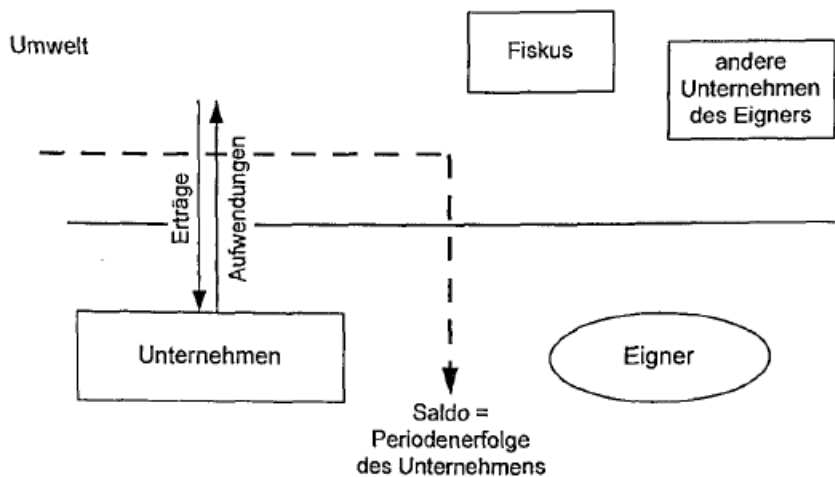 Umwelt
Fiskus
andere
Unternehmen
des Eigners
Erträge
Aufwendungen
Unternehmen
Eigner
Saldo =
Periodenerfolge
des Unternehmens